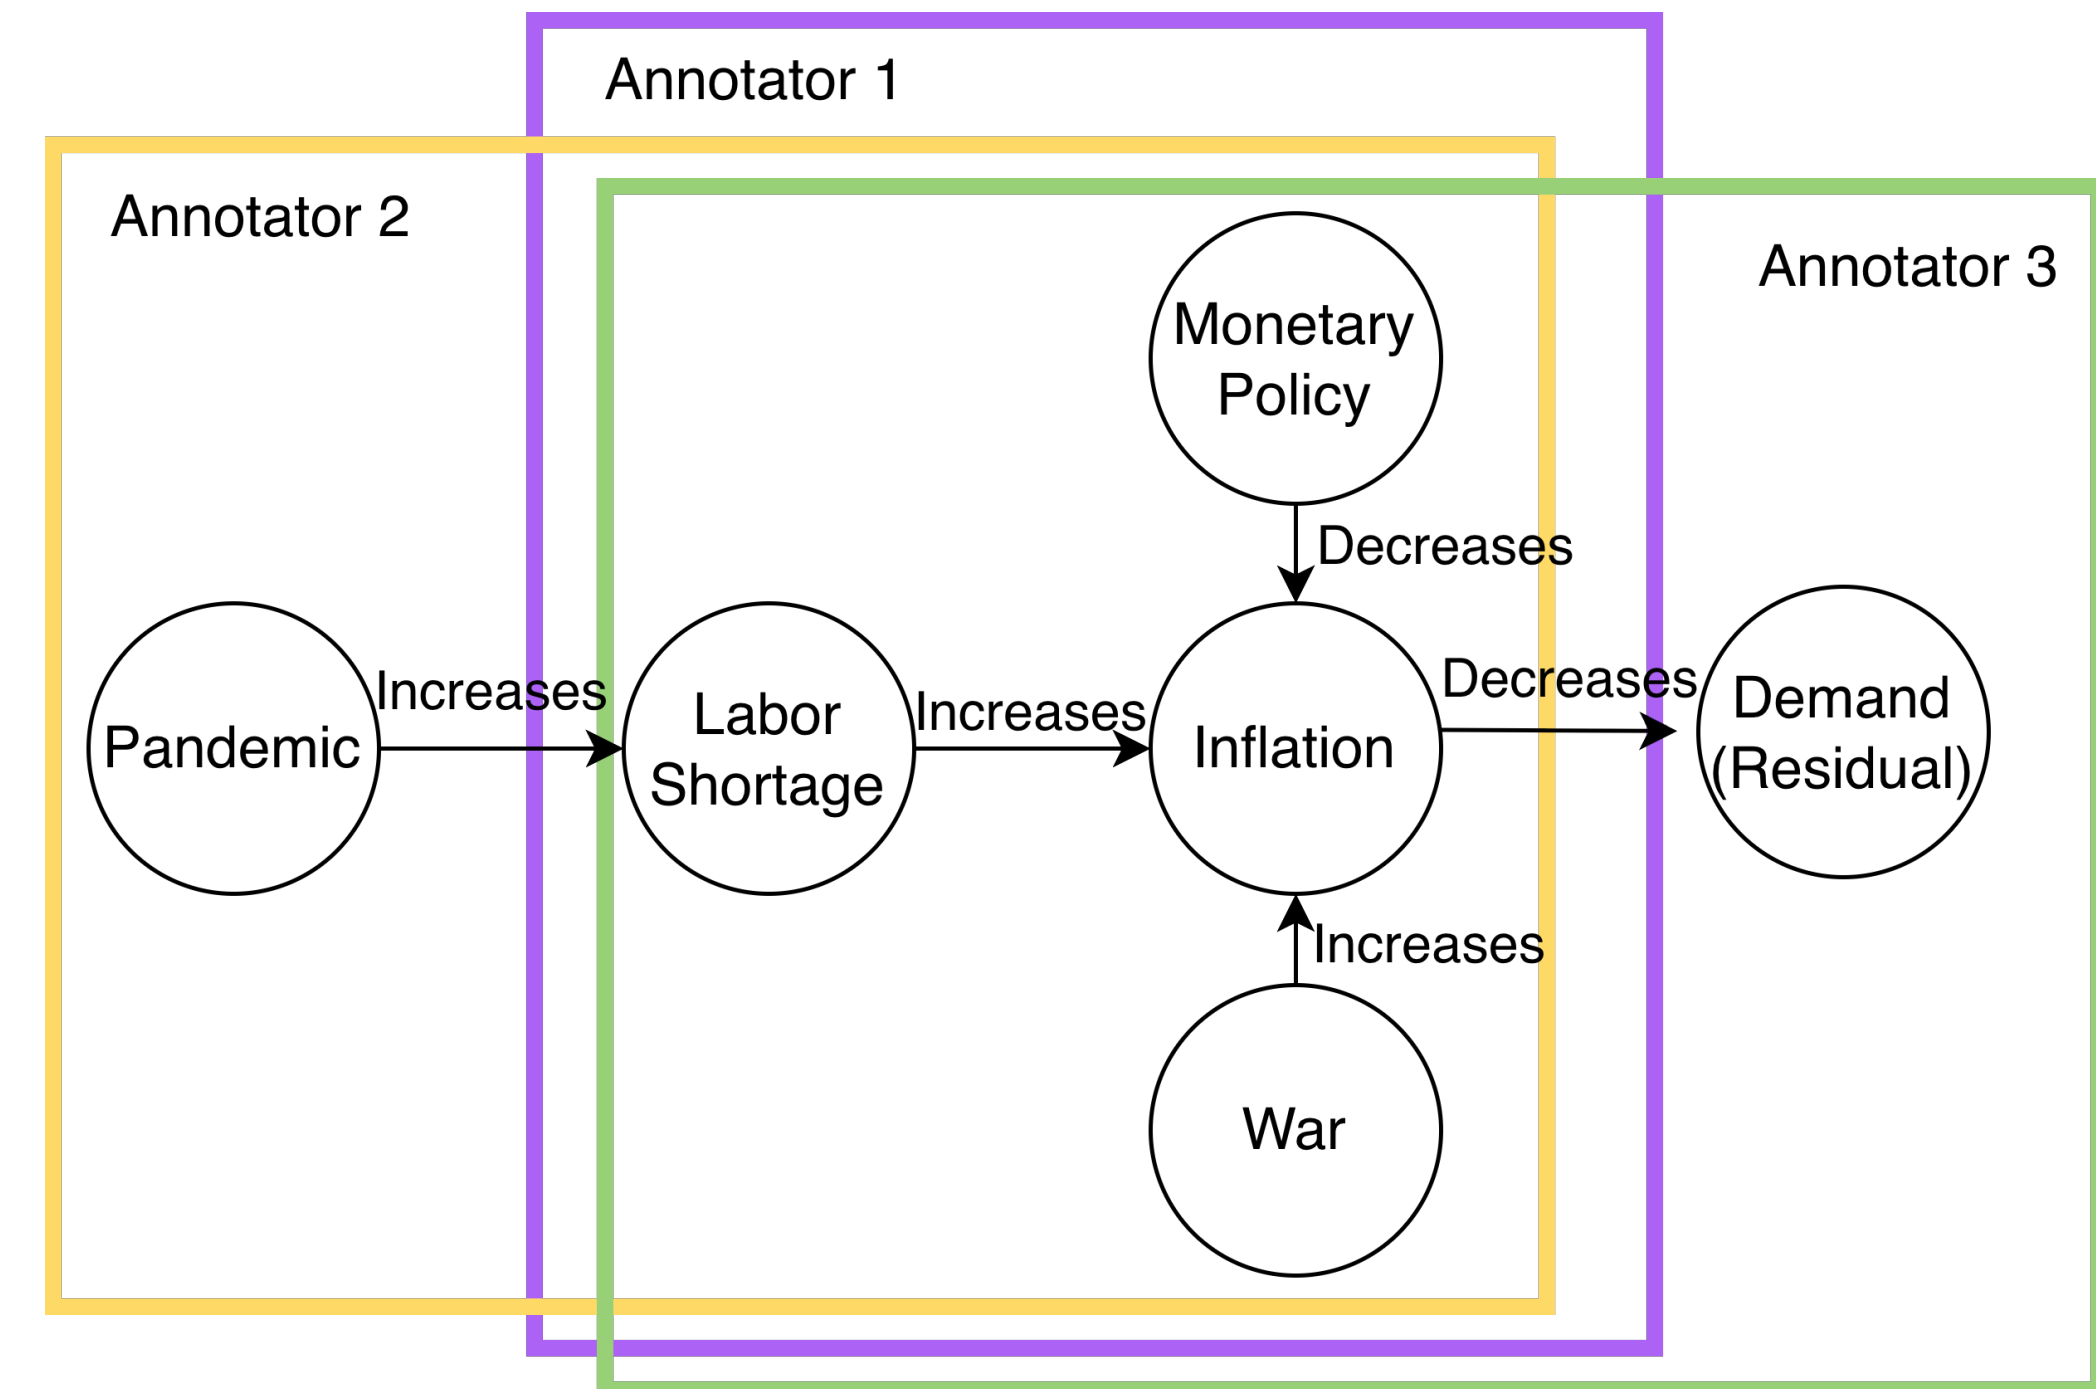 Annotator 1
Annotator 2
Annotator 3
Monetary
Policy
Decreases
Pandemic
Increases
Labor
Shortage
Increases
Inflation
Decreases
Demand
(Residual)
Increases
War